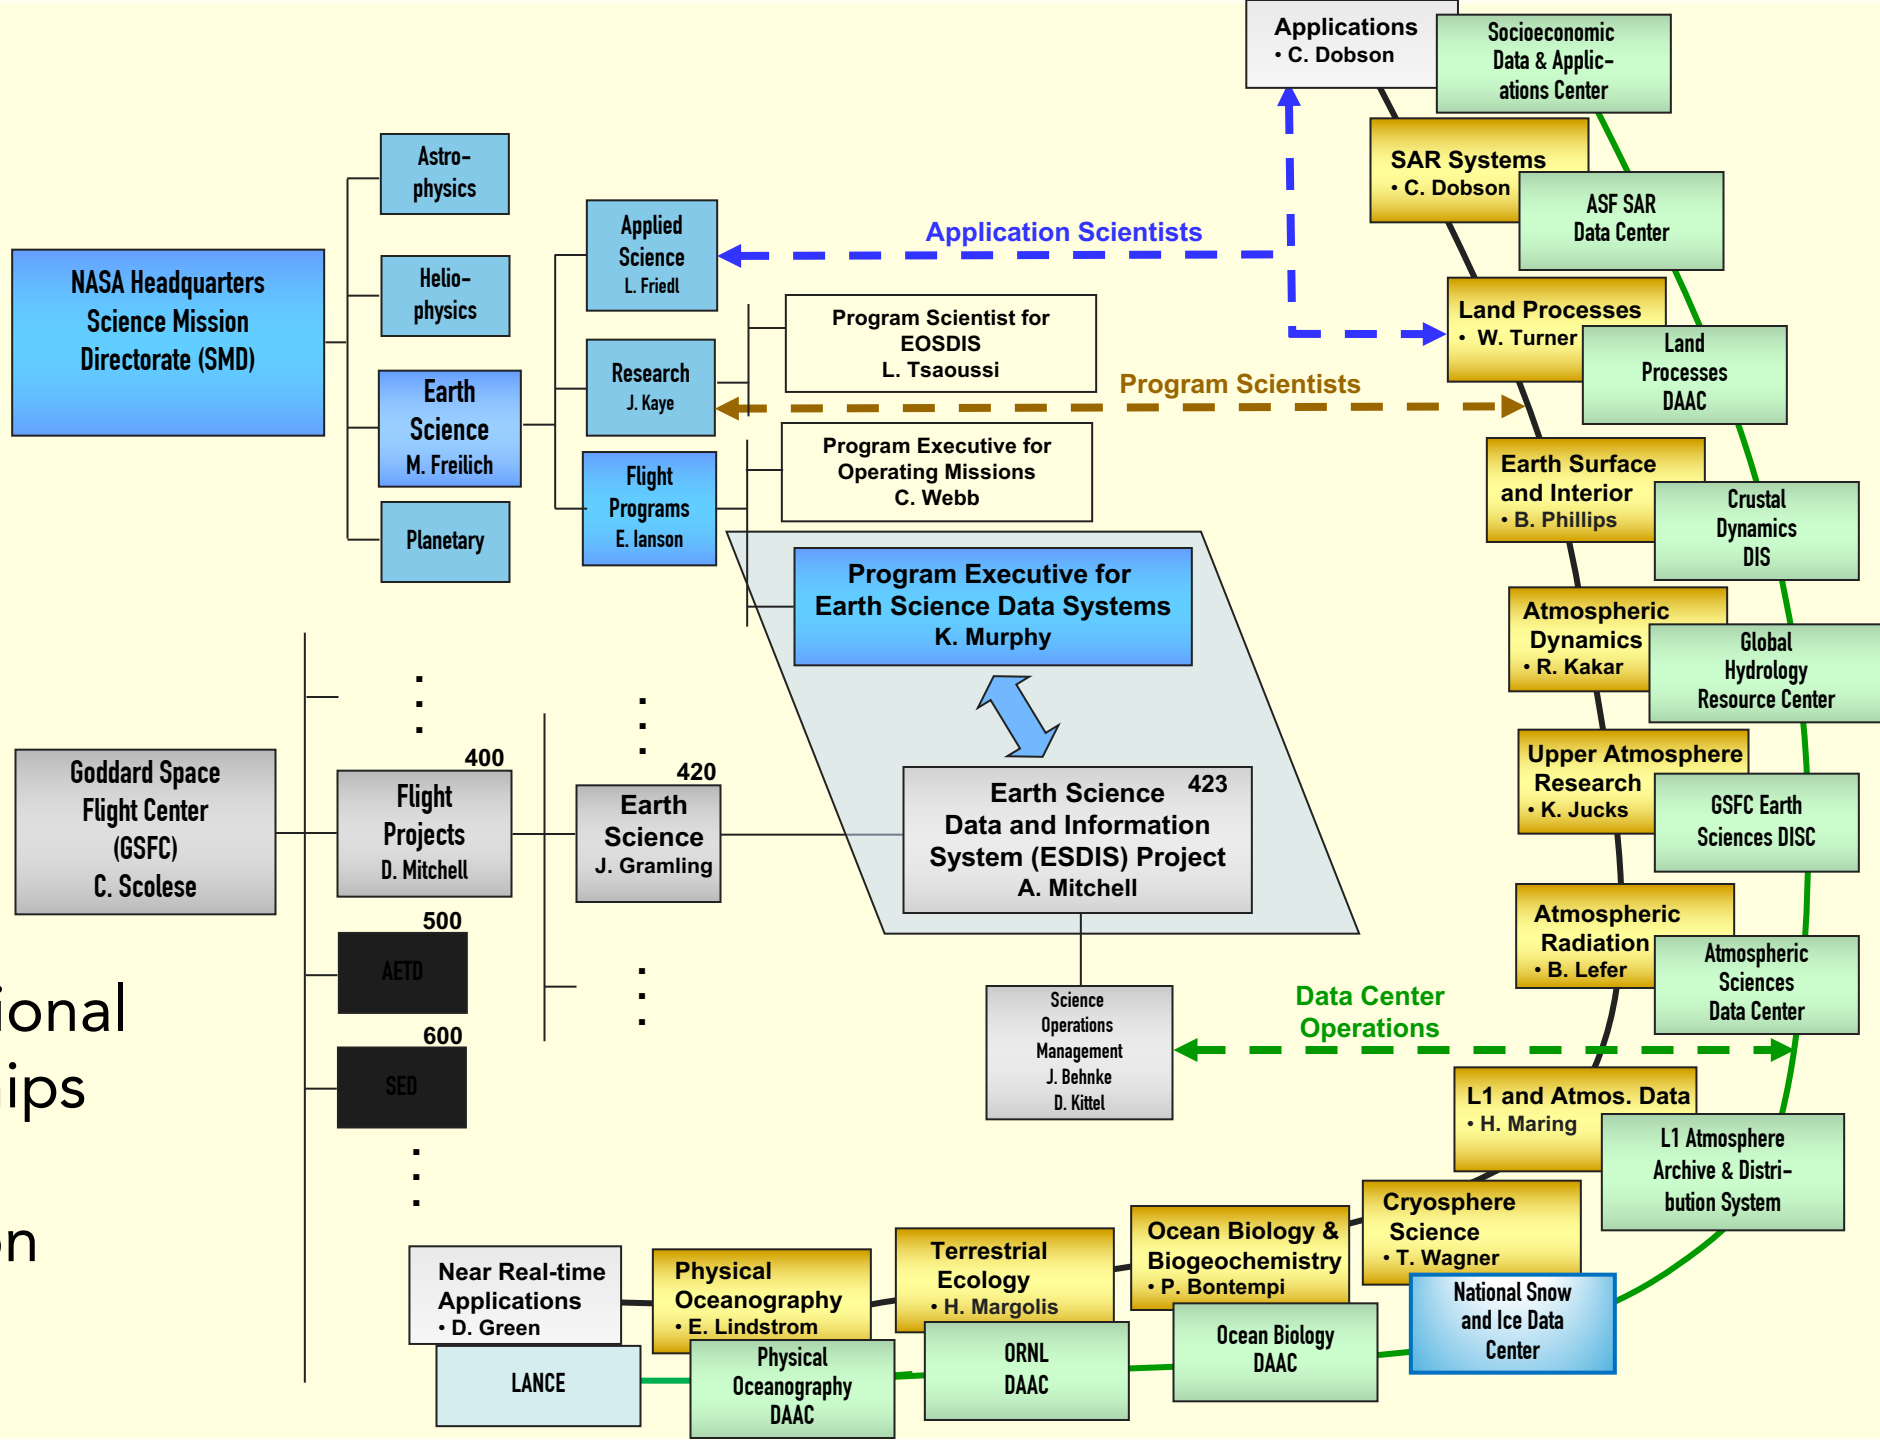 Applications
• C. Dobson
Socioeconomic
Data & Applic-
ations Center
SAR Systems
• C. Dobson
ASF SAR
Data Center
Astro-
physics
Helio-
physics
NASA Headquarters
Science Mission
Directorate (SMD)
Earth
Science
M. Freilich
Planetary
Applied
Science
L. Friedl
Research
J. Kaye
Flight
Programs
E. Ianson
Application Scientists
Program Scientist for
EOSDIS
L. Tsaoussi
Program Scientists
Program Executive for
Operating Missions
C. Webb
Program Executive for
Earth Science Data Systems
K. Murphy
Land Processes
• W. Turner
Land
Processes
DAAC
Earth Surface
and Interior
• B. Phillips
Crustal
Dynamics
DIS
Atmospheric
Dynamics
• R. Kakar
Global
Hydrology
Resource Center
Upper Atmosphere
Research
• K. Jucks
GSFC Earth
Sciences DISC
Atmospheric
Radiation
• B. Lefer
Atmospheric
Sciences
Data Center
Goddard Space
Flight Center
(GSFC)
C. Scolese
400
Flight
Projects
D. Mitchell
420
Earth
Science
J. Gramling
423
Earth Science
Data and Information
System (ESDIS) Project
A. Mitchell
500
AETD
600
SED
Science
Operations
Management
J. Behnke
D. Kittel
Data Center
Operations
L1 and Atmos. Data
• H. Maring
L1 Atmosphere
Archive & Distri-
bution System
Cryosphere
Science
• T. Wagner
National Snow
and Ice Data
Center
Ocean Biology &
Biogeochemistry
• P. Bontempi
Ocean Biology
DAAC
Terrestrial
Ecology
• H. Margolis
ORNL
DAAC
Physical
Oceanography
• E. Lindstrom
Physical
Oceanography
DAAC
Near Real-time
Applications
• D. Green
LANCE
ional
ips
on